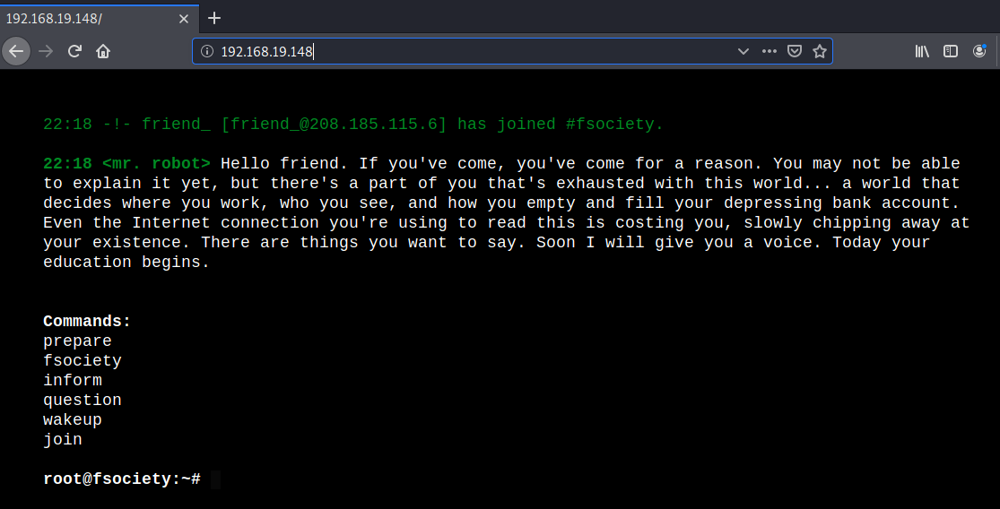 192.168.19.148/
192.168.19.148
22:18 -!- friend_ [friend_@208.185.115.6] has joined #fsociety.
22:18 <mr. robot> Hello friend. If you've come, you've come for a reason. You may not be able
to explain it yet, but there's a part of you that's exhausted with this world... a world that
decides where you work, who you see, and how you empty and fill your depressing bank account.
Even the Internet connection you're using to read this is costing you, slowly chipping away at
your existence. There are things you want to say. Soon I will give you a voice. Today your
education begins.
Commands:
prepare
fsociety
inform
question
wakeup
join
root@fsociety:~#